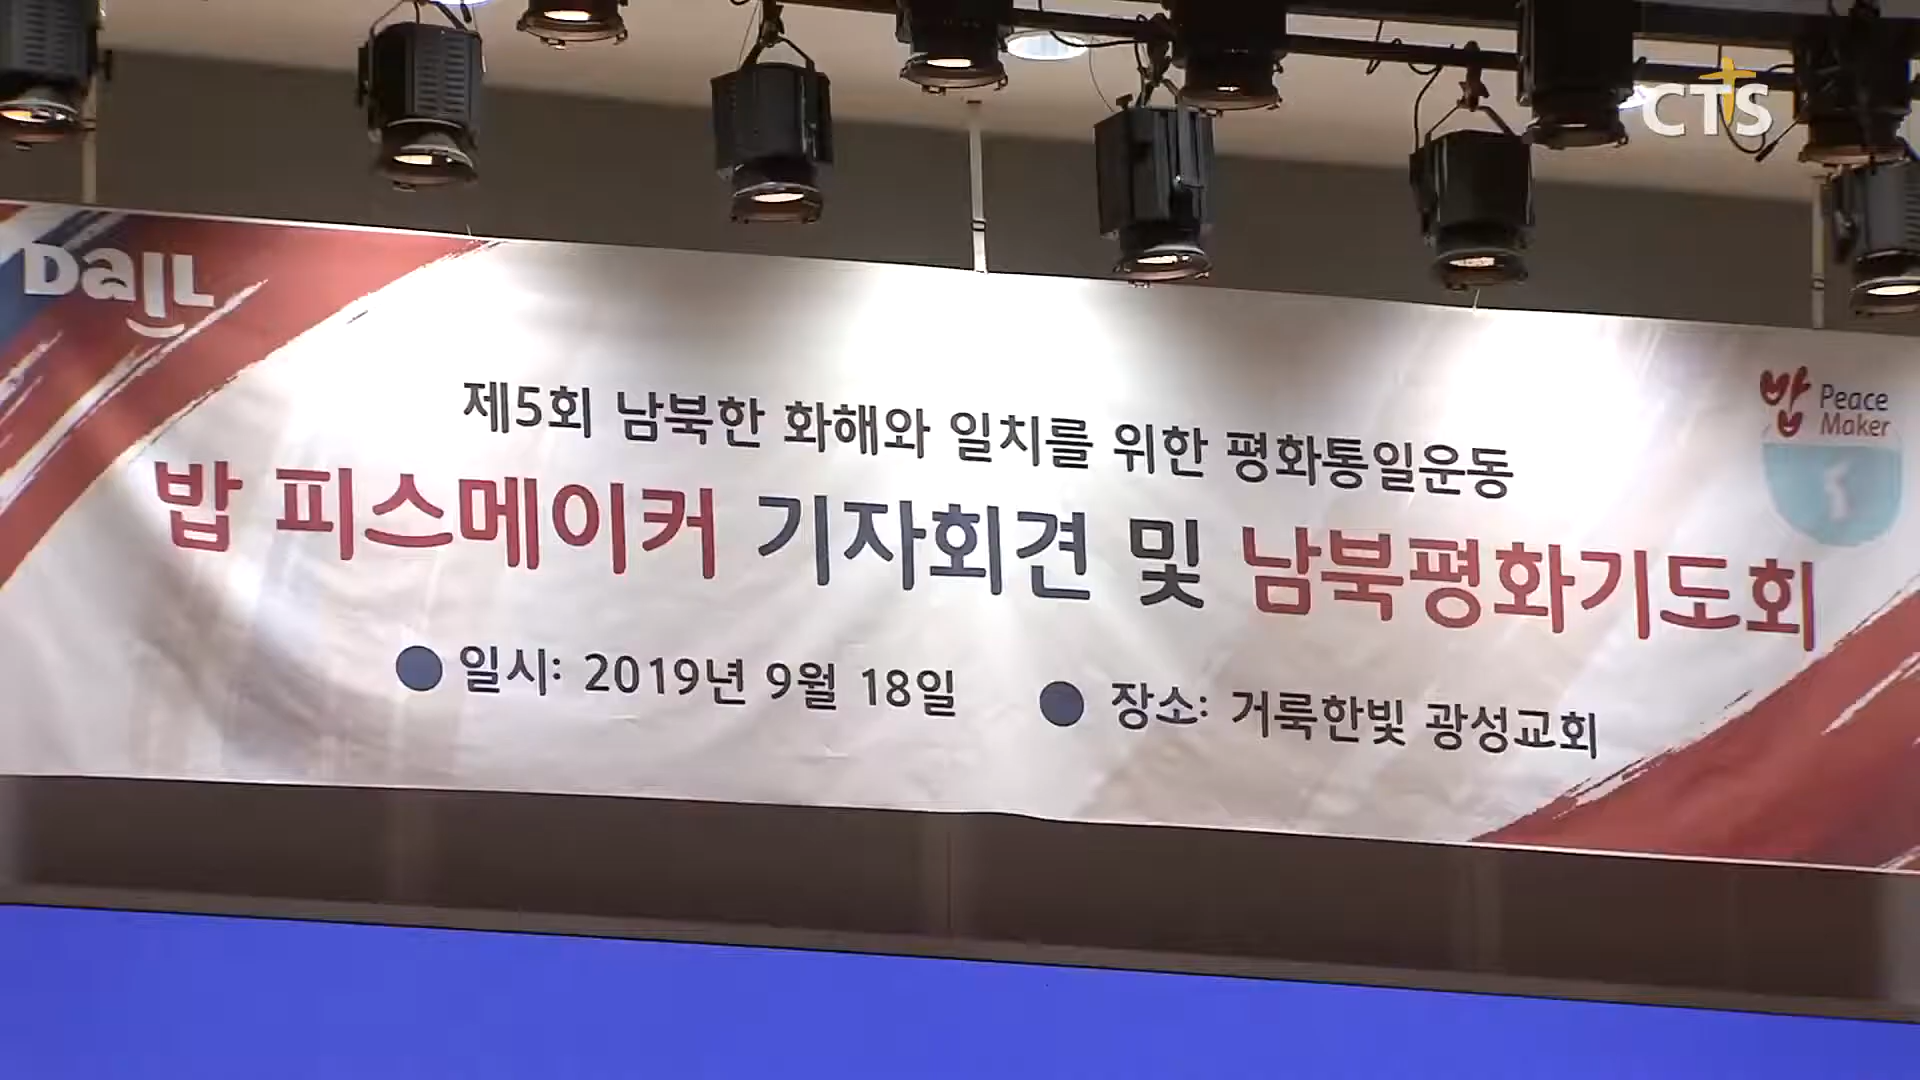 CTS
Dail
제5회 남북한 화해와 일치를 위한 평화통일운동
밥 피스메이커 기자회견 및 남북평화기도회
일시: 2019년 9월 18일
장소: 거룩한빛 광성교회
밥 Peace
Maker